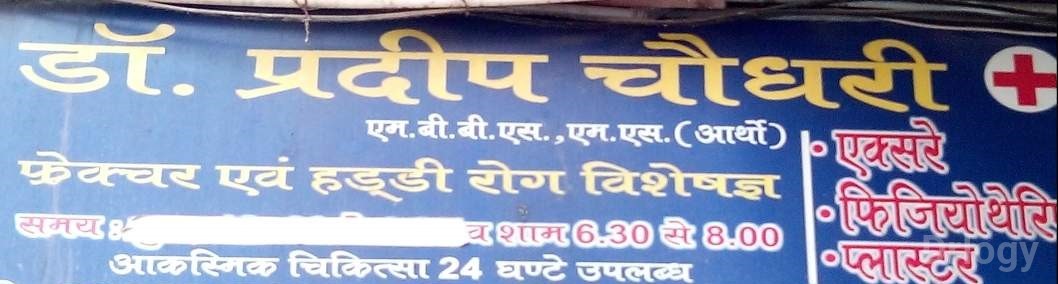 डॉ. प्रदीप चौधरी
एम.बी.बी.एस.,एम.एस.(आर्थो)
फ्रेक्चर एवं हड्डी रोग विशेषज्ञ
समय : व शाम 6.30 से 8.00
आकस्मिक चिकित्सा 24 घण्टे उपलब्ध
• एक्सरे
• फिजियोथैरि
• प्लास्टर